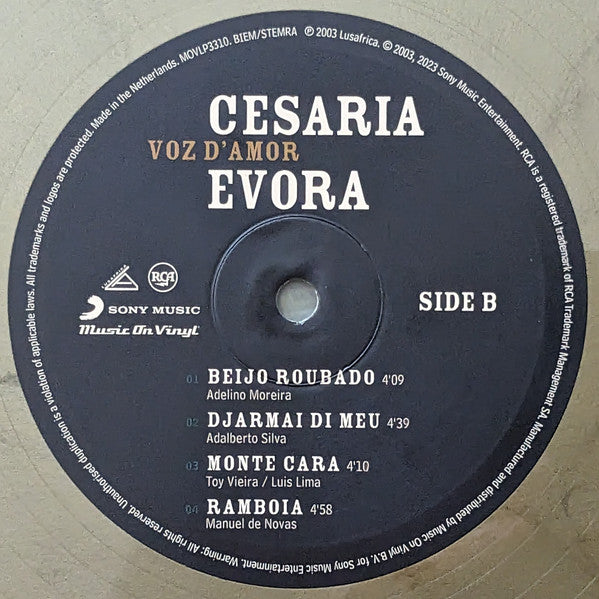 CESARIA
VOZ D'AMOR
EVORA
RCA
SONY MUSIC
Music On Vinyl
SIDE B
01 BEIJO ROUBADO 4'09
Adelino Moreira
02 DJARMAI DI MEU 4'39
Adalberto Silva
03 MONTE CARA 4'10
Toy Vieira / Luis Lima
04 RAMBOIA 4'58
Manuel de Novas
Made in the Netherlands. MOVLP3310. BIEM/STEMRA ℗ 2003 Lusafrica. © 2003, 2023 Sony Music Entertainment. RCA is a registered trademark of RCA Trademark Management SA. Manufactured and distributed by Music On Vinyl B.V. for Sony Music Entertainment. Warning: All rights reserved. Unauthorised duplication is a violation of applicable laws. All trademarks and logos are protected.